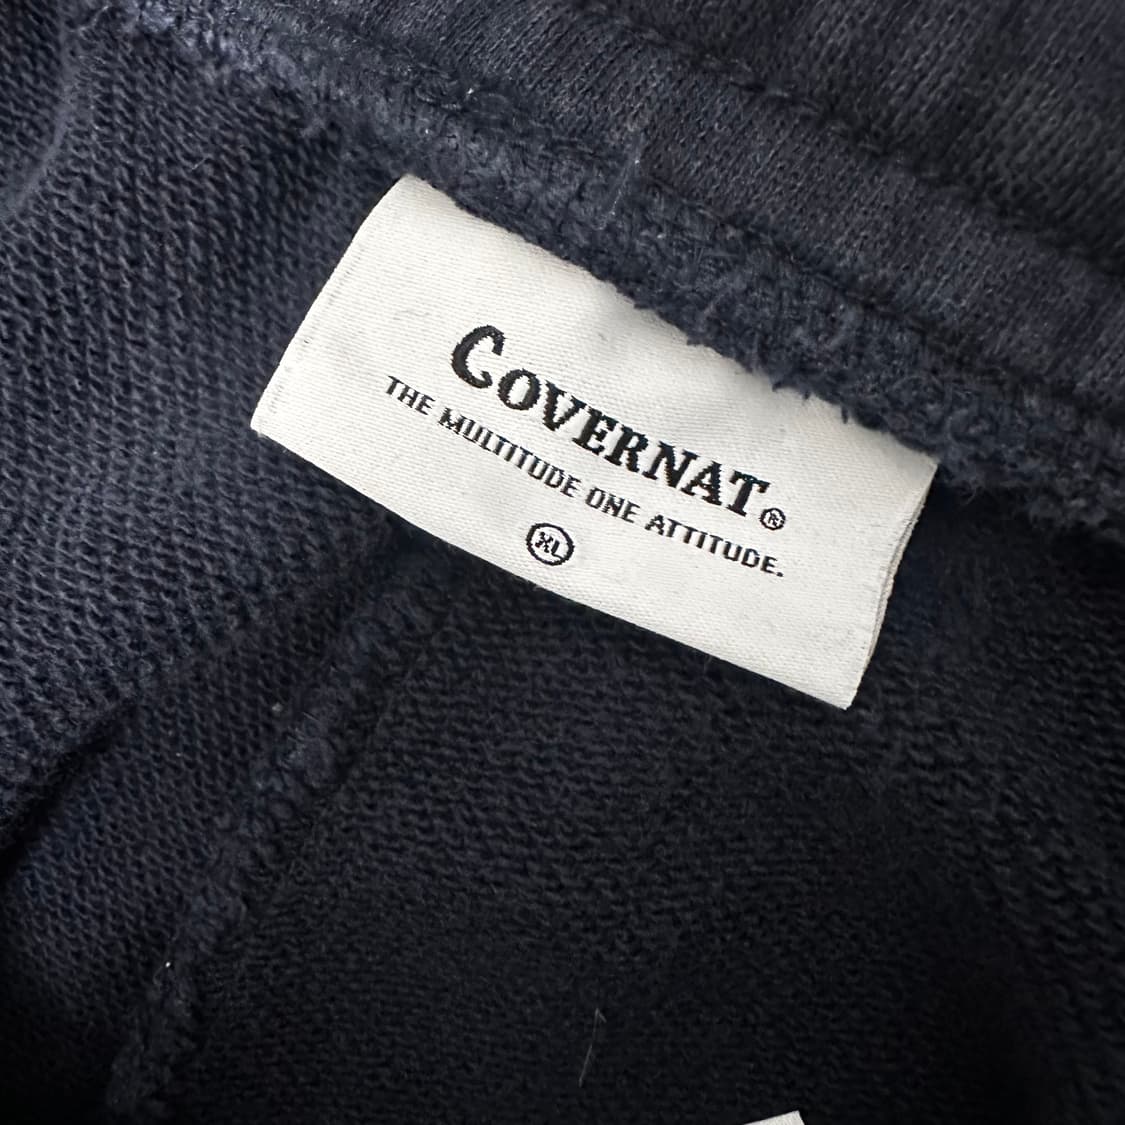 COVERNAT®
THE MULTITUDE ONE ATTITUDE.
XL